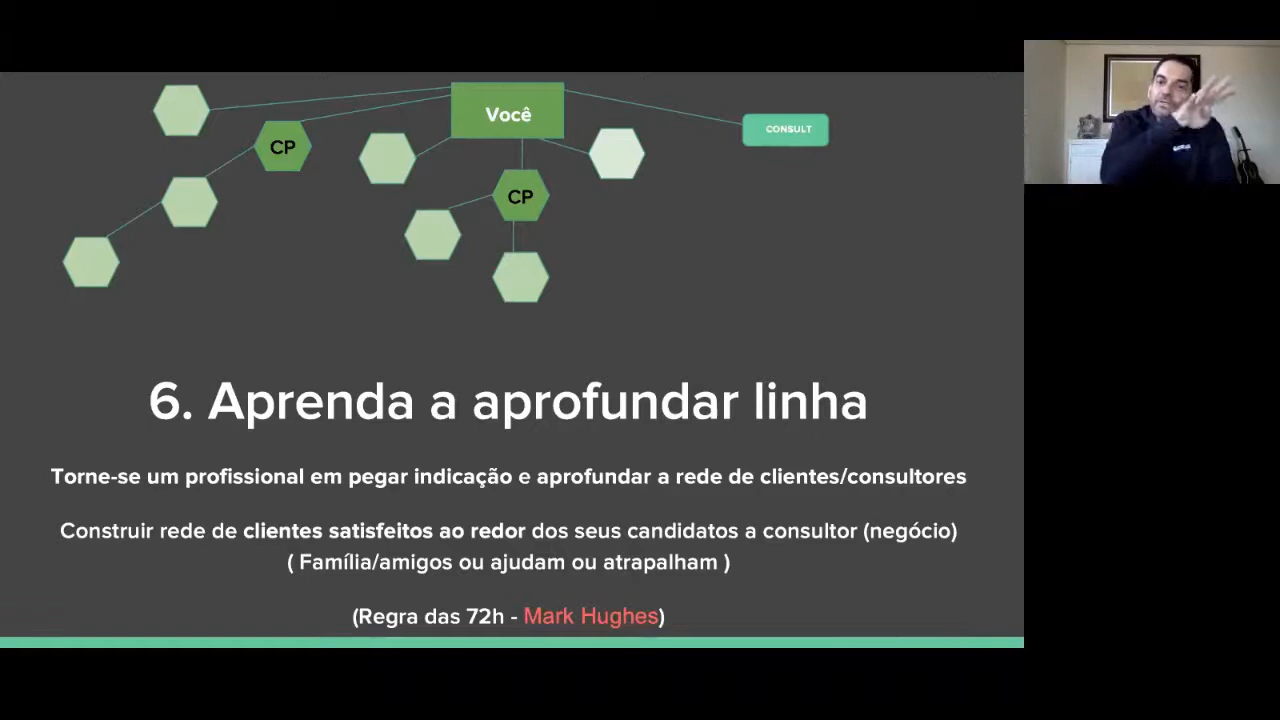 Você
CONSULT
CP
CP
6. Aprenda a aprofundar linha
Torne-se um profissional em pegar indicação e aprofundar a rede de clientes/consultores
Construir rede de clientes satisfeitos ao redor dos seus candidatos a consultor (negócio)
( Família/amigos ou ajudam ou atrapalham )
(Regra das 72h - Mark Hughes)